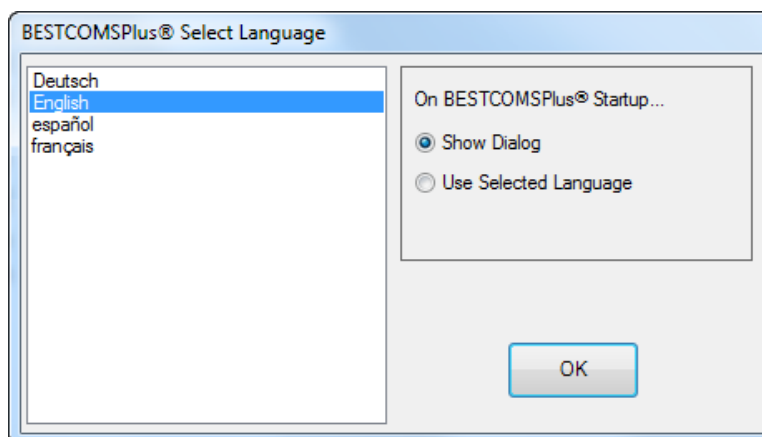 BESTCOMSPlus® Select Language
Deutsch
English
español
français
On BESTCOMSPlus® Startup...
Show Dialog
Use Selected Language
OK